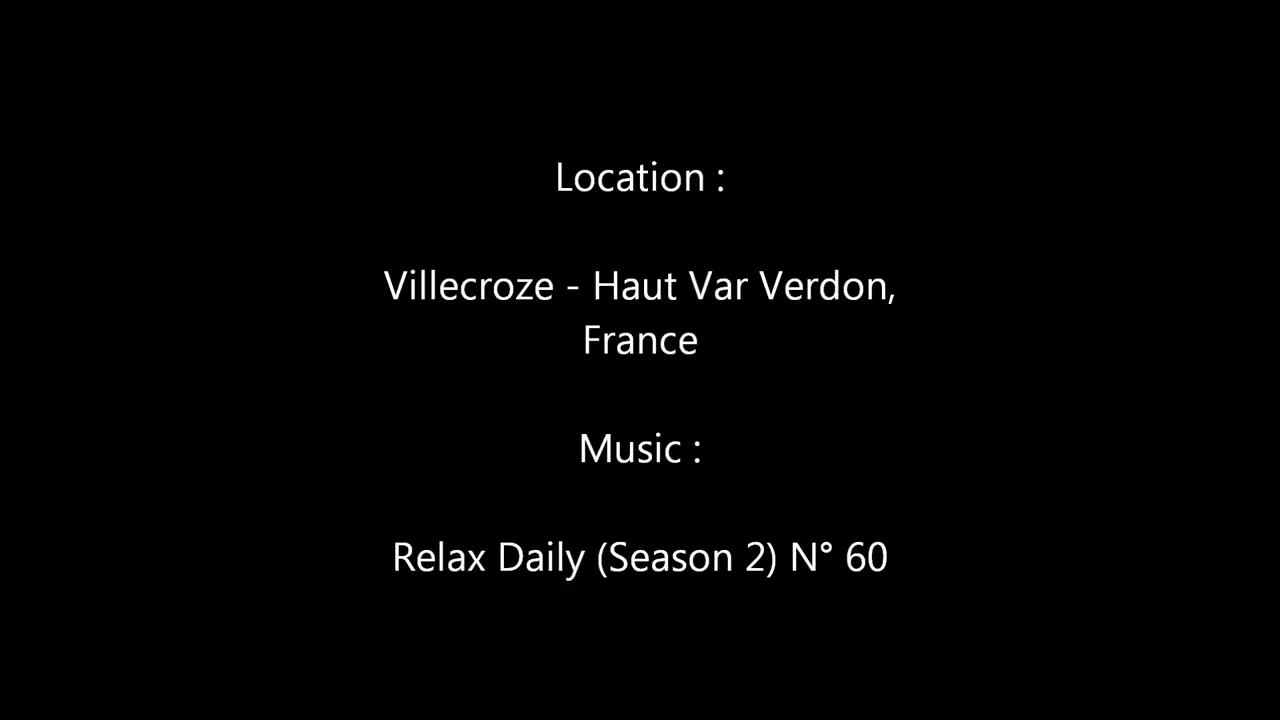 Location :
Villecroze - Haut Var Verdon,
France
Music :
Relax Daily (Season 2) N° 60